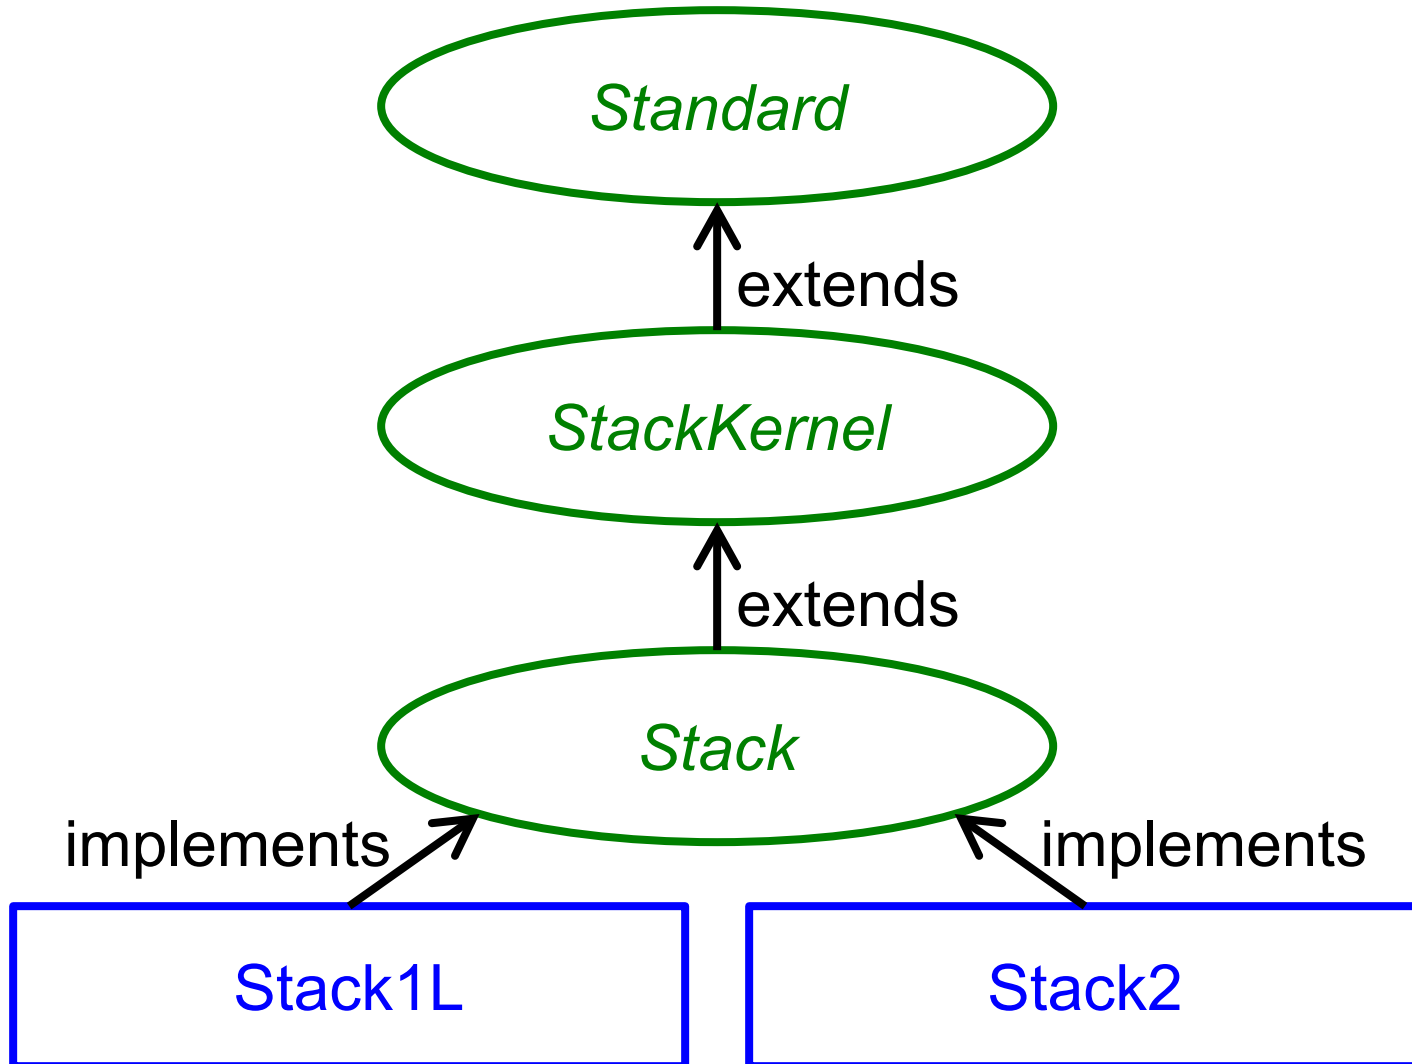 Standard
extends
StackKernel
extends
Stack
implements
implements
Stack1L
Stack2